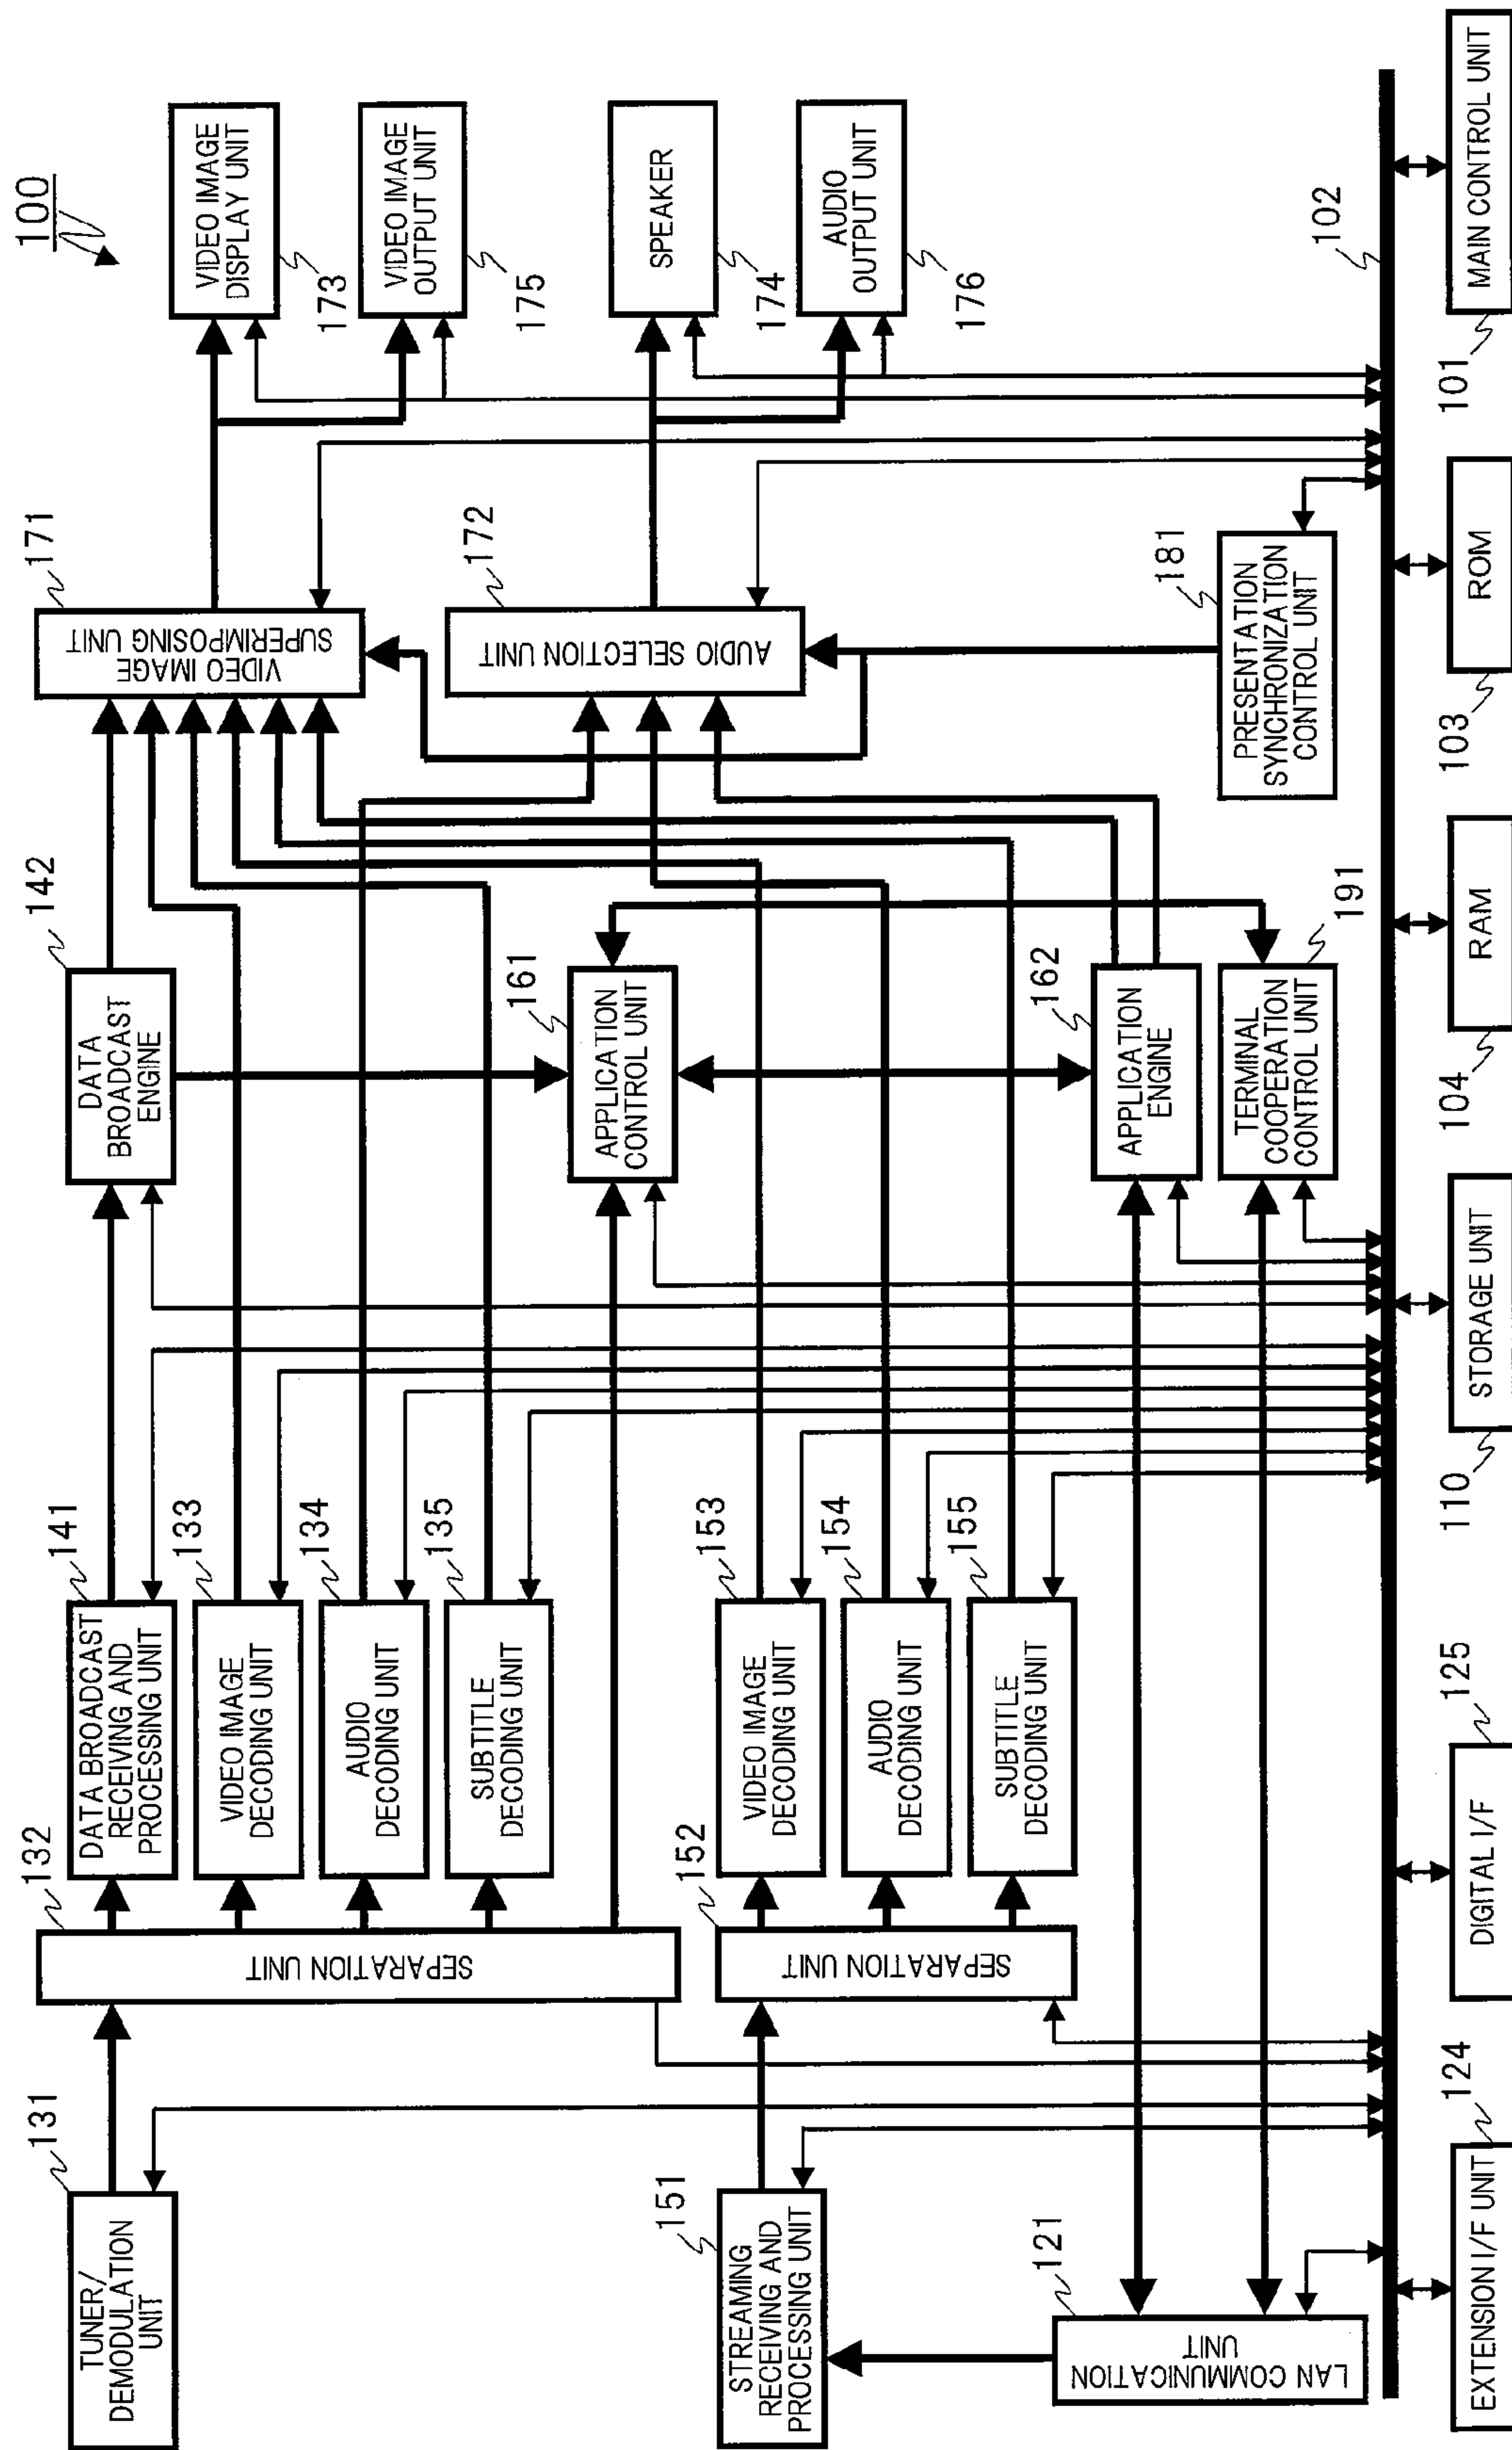 100
TUNER/
DEMODULATION
UNIT
131
SEPARATION UNIT
132
DATA BROADCAST
RECEIVING AND
PROCESSING UNIT
141
VIDEO IMAGE
DECODING UNIT
133
AUDIO
DECODING UNIT
134
SUBTITLE
DECODING UNIT
135
DATA
BROADCAST
ENGINE
142
VIDEO IMAGE
SUPERIMPOSING UNIT
171
VIDEO IMAGE
DISPLAY UNIT
173
VIDEO IMAGE
OUTPUT UNIT
175
APPLICATION
CONTROL UNIT
161
AUDIO SELECTION UNIT
172
SPEAKER
174
AUDIO
OUTPUT UNIT
176
STREAMING
RECEIVING AND
PROCESSING UNIT
151
SEPARATION UNIT
152
VIDEO IMAGE
DECODING UNIT
153
AUDIO
DECODING UNIT
154
SUBTITLE
DECODING UNIT
155
LAN COMMUNICATION
UNIT
121
APPLICATION
ENGINE
162
TERMINAL
COOPERATION
CONTROL UNIT
191
PRESENTATION
SYNCHRONIZATION
CONTROL UNIT
181
102
EXTENSION I/F UNIT
124
DIGITAL I/F
125
STORAGE UNIT
110
RAM
104
ROM
103
MAIN CONTROL UNIT
101